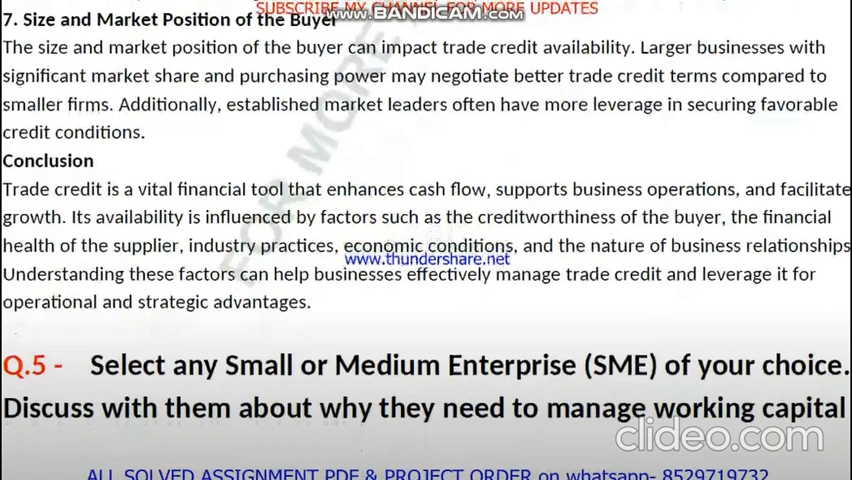 SUBSCRIBE MY CHANNEL FOR MORE UPDATES
www.BANDICAM.com
7. Size and Market Position of the Buyer
The size and market position of the buyer can impact trade credit availability. Larger businesses with
significant market share and purchasing power may negotiate better trade credit terms compared to
smaller firms. Additionally, established market leaders often have more leverage in securing favorable
credit conditions.
FOR MORE
Conclusion
Trade credit is a vital financial tool that enhances cash flow, supports business operations, and facilitate
growth. Its availability is influenced by factors such as the creditworthiness of the buyer, the financial
health of the supplier, industry practices, economic conditions, and the nature of business relationships
www.thundershare.net
Understanding these factors can help businesses effectively manage trade credit and leverage it for
operational and strategic advantages.
Q.5 - Select any Small or Medium Enterprise (SME) of your choice.
Discuss with them about why they need to manage working capital
clideo.com
ALL SOLVED ASSIGNMENT PDF & PROJECT ORDER on whatsapp- 8529719732